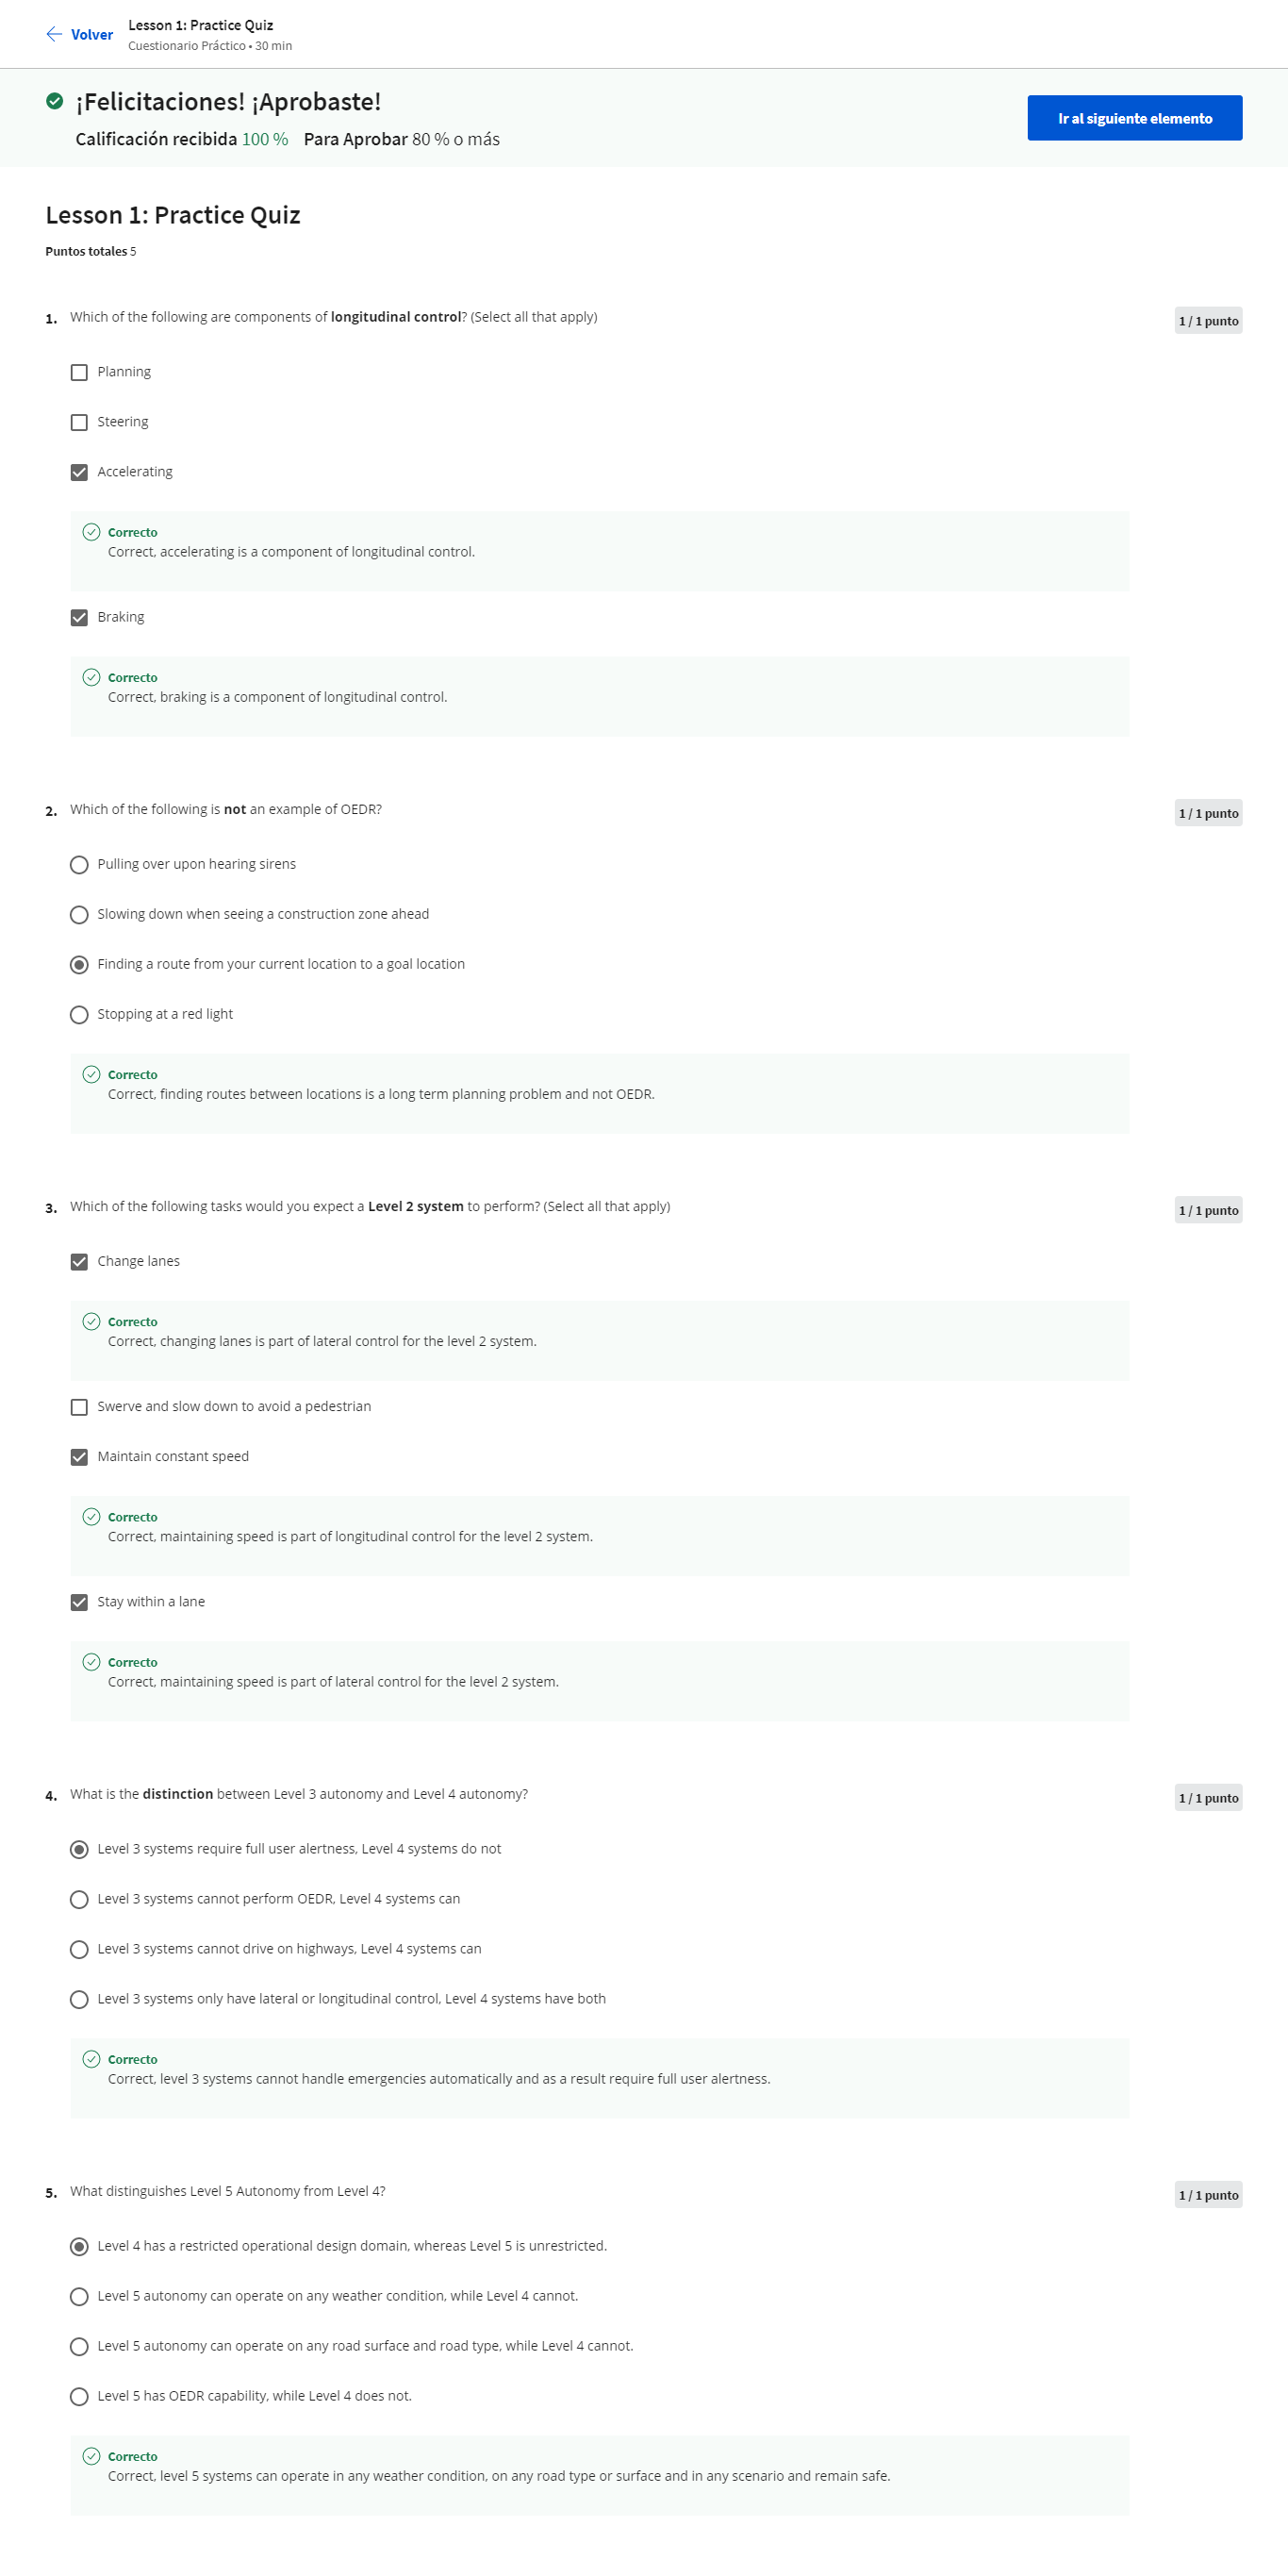 Volver
Lesson 1: Practice Quiz
Cuestionario Práctico • 30 min
¡Felicitaciones! ¡Aprobaste!
Calificación recibida 100 % Para Aprobar 80 % o más
Ir al siguiente elemento
Lesson 1: Practice Quiz
Puntos totales 5
1. Which of the following are components of longitudinal control? (Select all that apply)
1 / 1 punto
Planning
Steering
Accelerating
Correcto
Correct, accelerating is a component of longitudinal control.
Braking
Correcto
Correct, braking is a component of longitudinal control.
2. Which of the following is not an example of OEDR?
1 / 1 punto
Pulling over upon hearing sirens
Slowing down when seeing a construction zone ahead
Finding a route from your current location to a goal location
Stopping at a red light
Correcto
Correct, finding routes between locations is a long term planning problem and not OEDR.
3. Which of the following tasks would you expect a Level 2 system to perform? (Select all that apply)
1 / 1 punto
Change lanes
Correcto
Correct, changing lanes is part of lateral control for the level 2 system.
Swerve and slow down to avoid a pedestrian
Maintain constant speed
Correcto
Correct, maintaining speed is part of longitudinal control for the level 2 system.
Stay within a lane
Correcto
Correct, maintaining speed is part of lateral control for the level 2 system.
4. What is the distinction between Level 3 autonomy and Level 4 autonomy?
1 / 1 punto
Level 3 systems require full user alertness, Level 4 systems do not
Level 3 systems cannot perform OEDR, Level 4 systems can
Level 3 systems cannot drive on highways, Level 4 systems can
Level 3 systems only have lateral or longitudinal control, Level 4 systems have both
Correcto
Correct, level 3 systems cannot handle emergencies automatically and as a result require full user alertness.
5. What distinguishes Level 5 Autonomy from Level 4?
1 / 1 punto
Level 4 has a restricted operational design domain, whereas Level 5 is unrestricted.
Level 5 autonomy can operate on any weather condition, while Level 4 cannot.
Level 5 autonomy can operate on any road surface and road type, while Level 4 cannot.
Level 5 has OEDR capability, while Level 4 does not.
Correcto
Correct, level 5 systems can operate in any weather condition, on any road type or surface and in any scenario and remain safe.